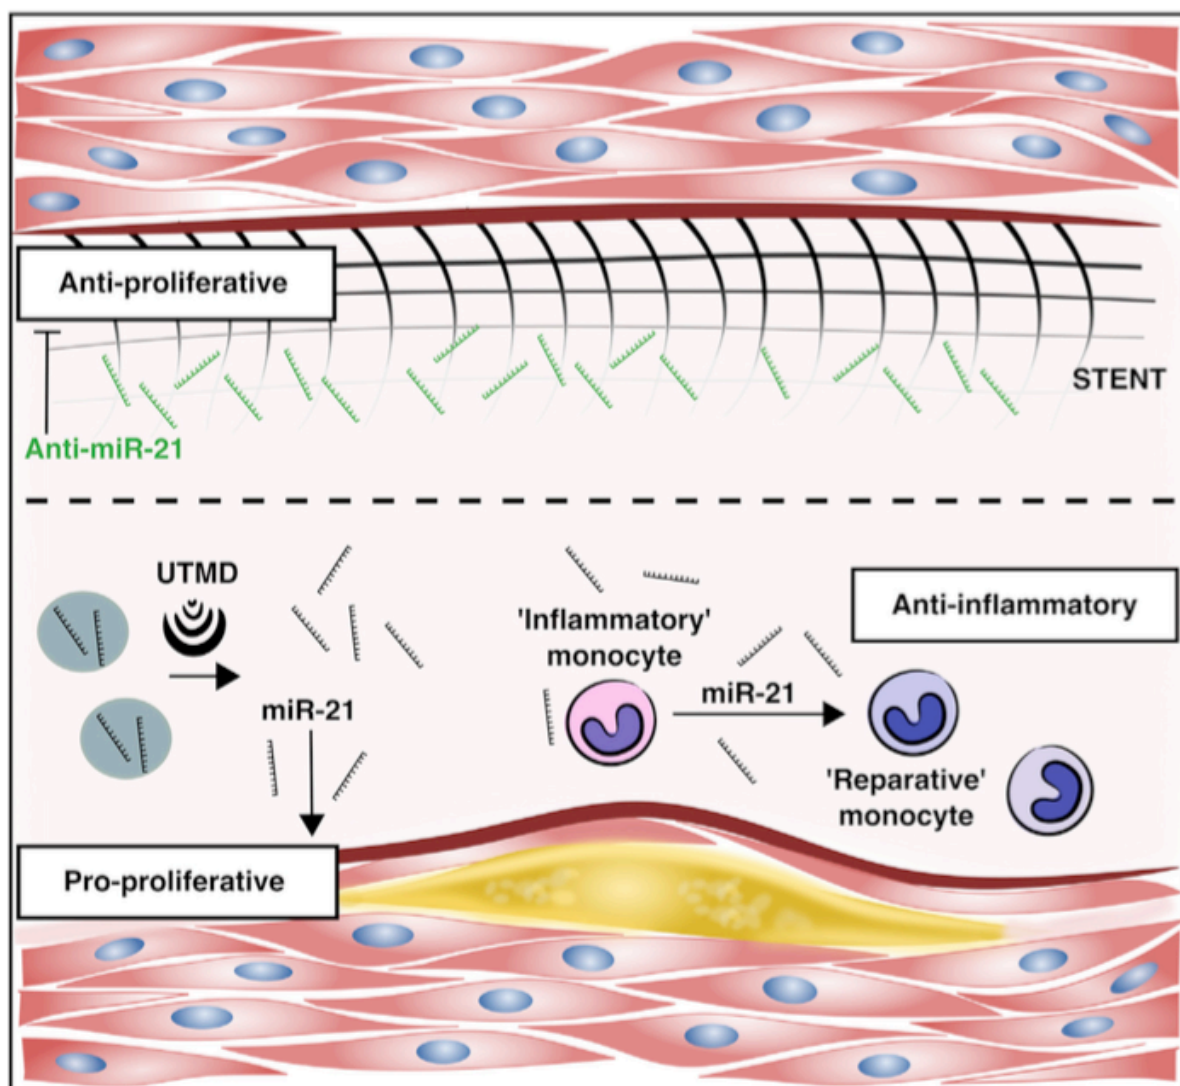 Anti-proliferative
STENT
Anti-miR-21
UTMD
miR-21
'Inflammatory'
monocyte
miR-21
Anti-inflammatory
'Reparative'
monocyte
Pro-proliferative